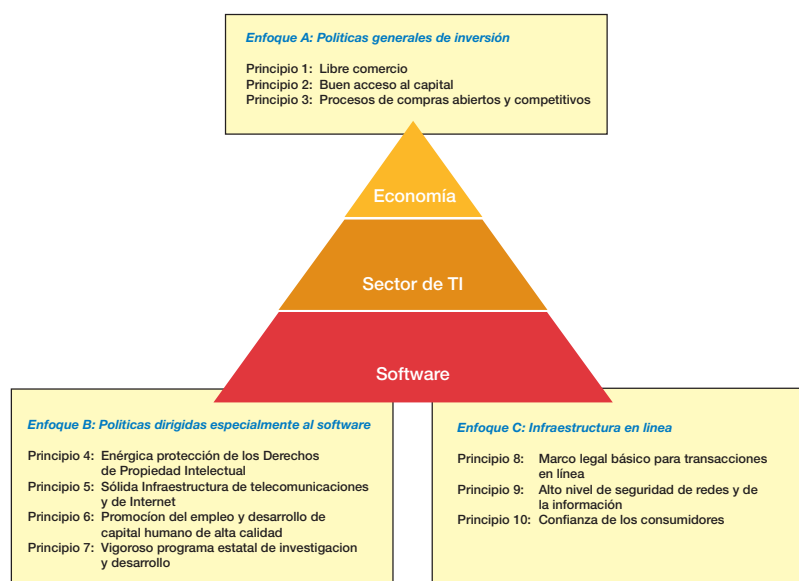 Enfoque A: Politicas generales de inversión
Principio 1: Libre comercio
Principio 2: Buen acceso al capital
Principio 3: Procesos de compras abiertos y competitivos
Economía
Sector de TI
Software
Enfoque B: Politicas dirigidas especialmente al software
Principio 4: Enérgica protección de los Derechos
de Propiedad Intelectual
Principio 5: Sólida Infraestructura de telecomunicaciones
y de Internet
Principio 6: Promocíon del empleo y desarrollo de
capital humano de alta calidad
Principio 7: Vigoroso programa estatal de investigacion
y desarrollo
Enfoque C: Infraestructura en linea
Principio 8: Marco legal básico para transacciones
en línea
Principio 9: Alto nivel de seguridad de redes y de
la información
Principio 10: Confianza de los consumidores